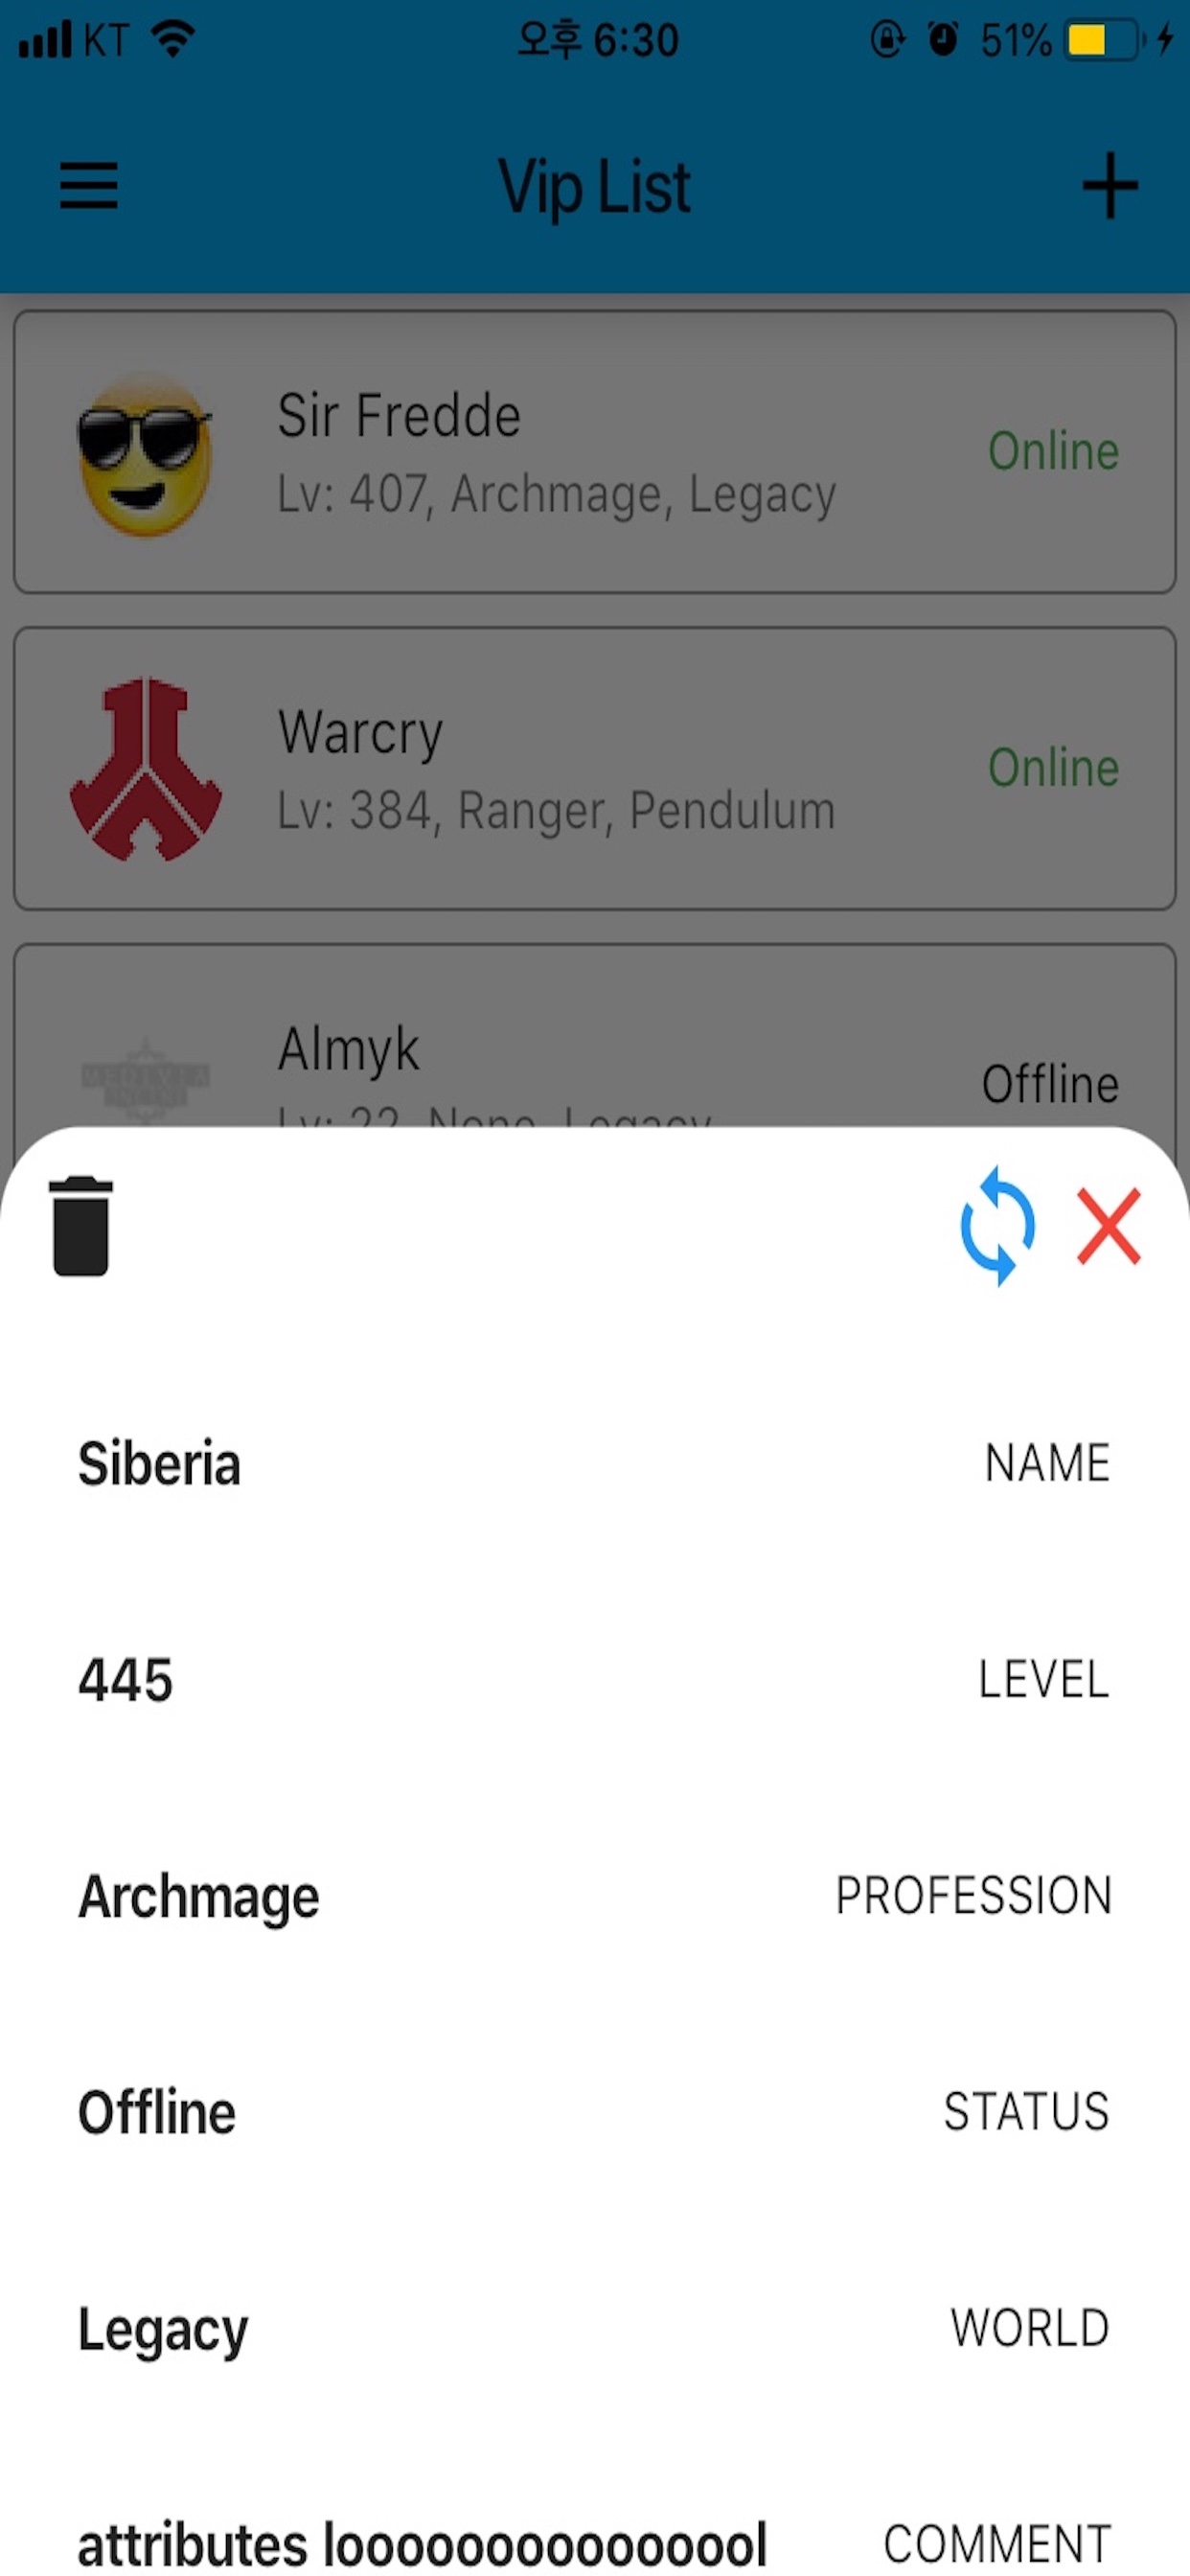 KT 오후 6:30 51%
Vip List
Sir Fredde
Lv: 407, Archmage, Legacy
Online
Warcry
Lv: 384, Ranger, Pendulum
Online
Almyk
Lv: 22, None, Legacy
Offline
MEDIVIA
ONLINE
Siberia NAME
445 LEVEL
Archmage PROFESSION
Offline STATUS
Legacy WORLD
attributes looooooooooooool COMMENT